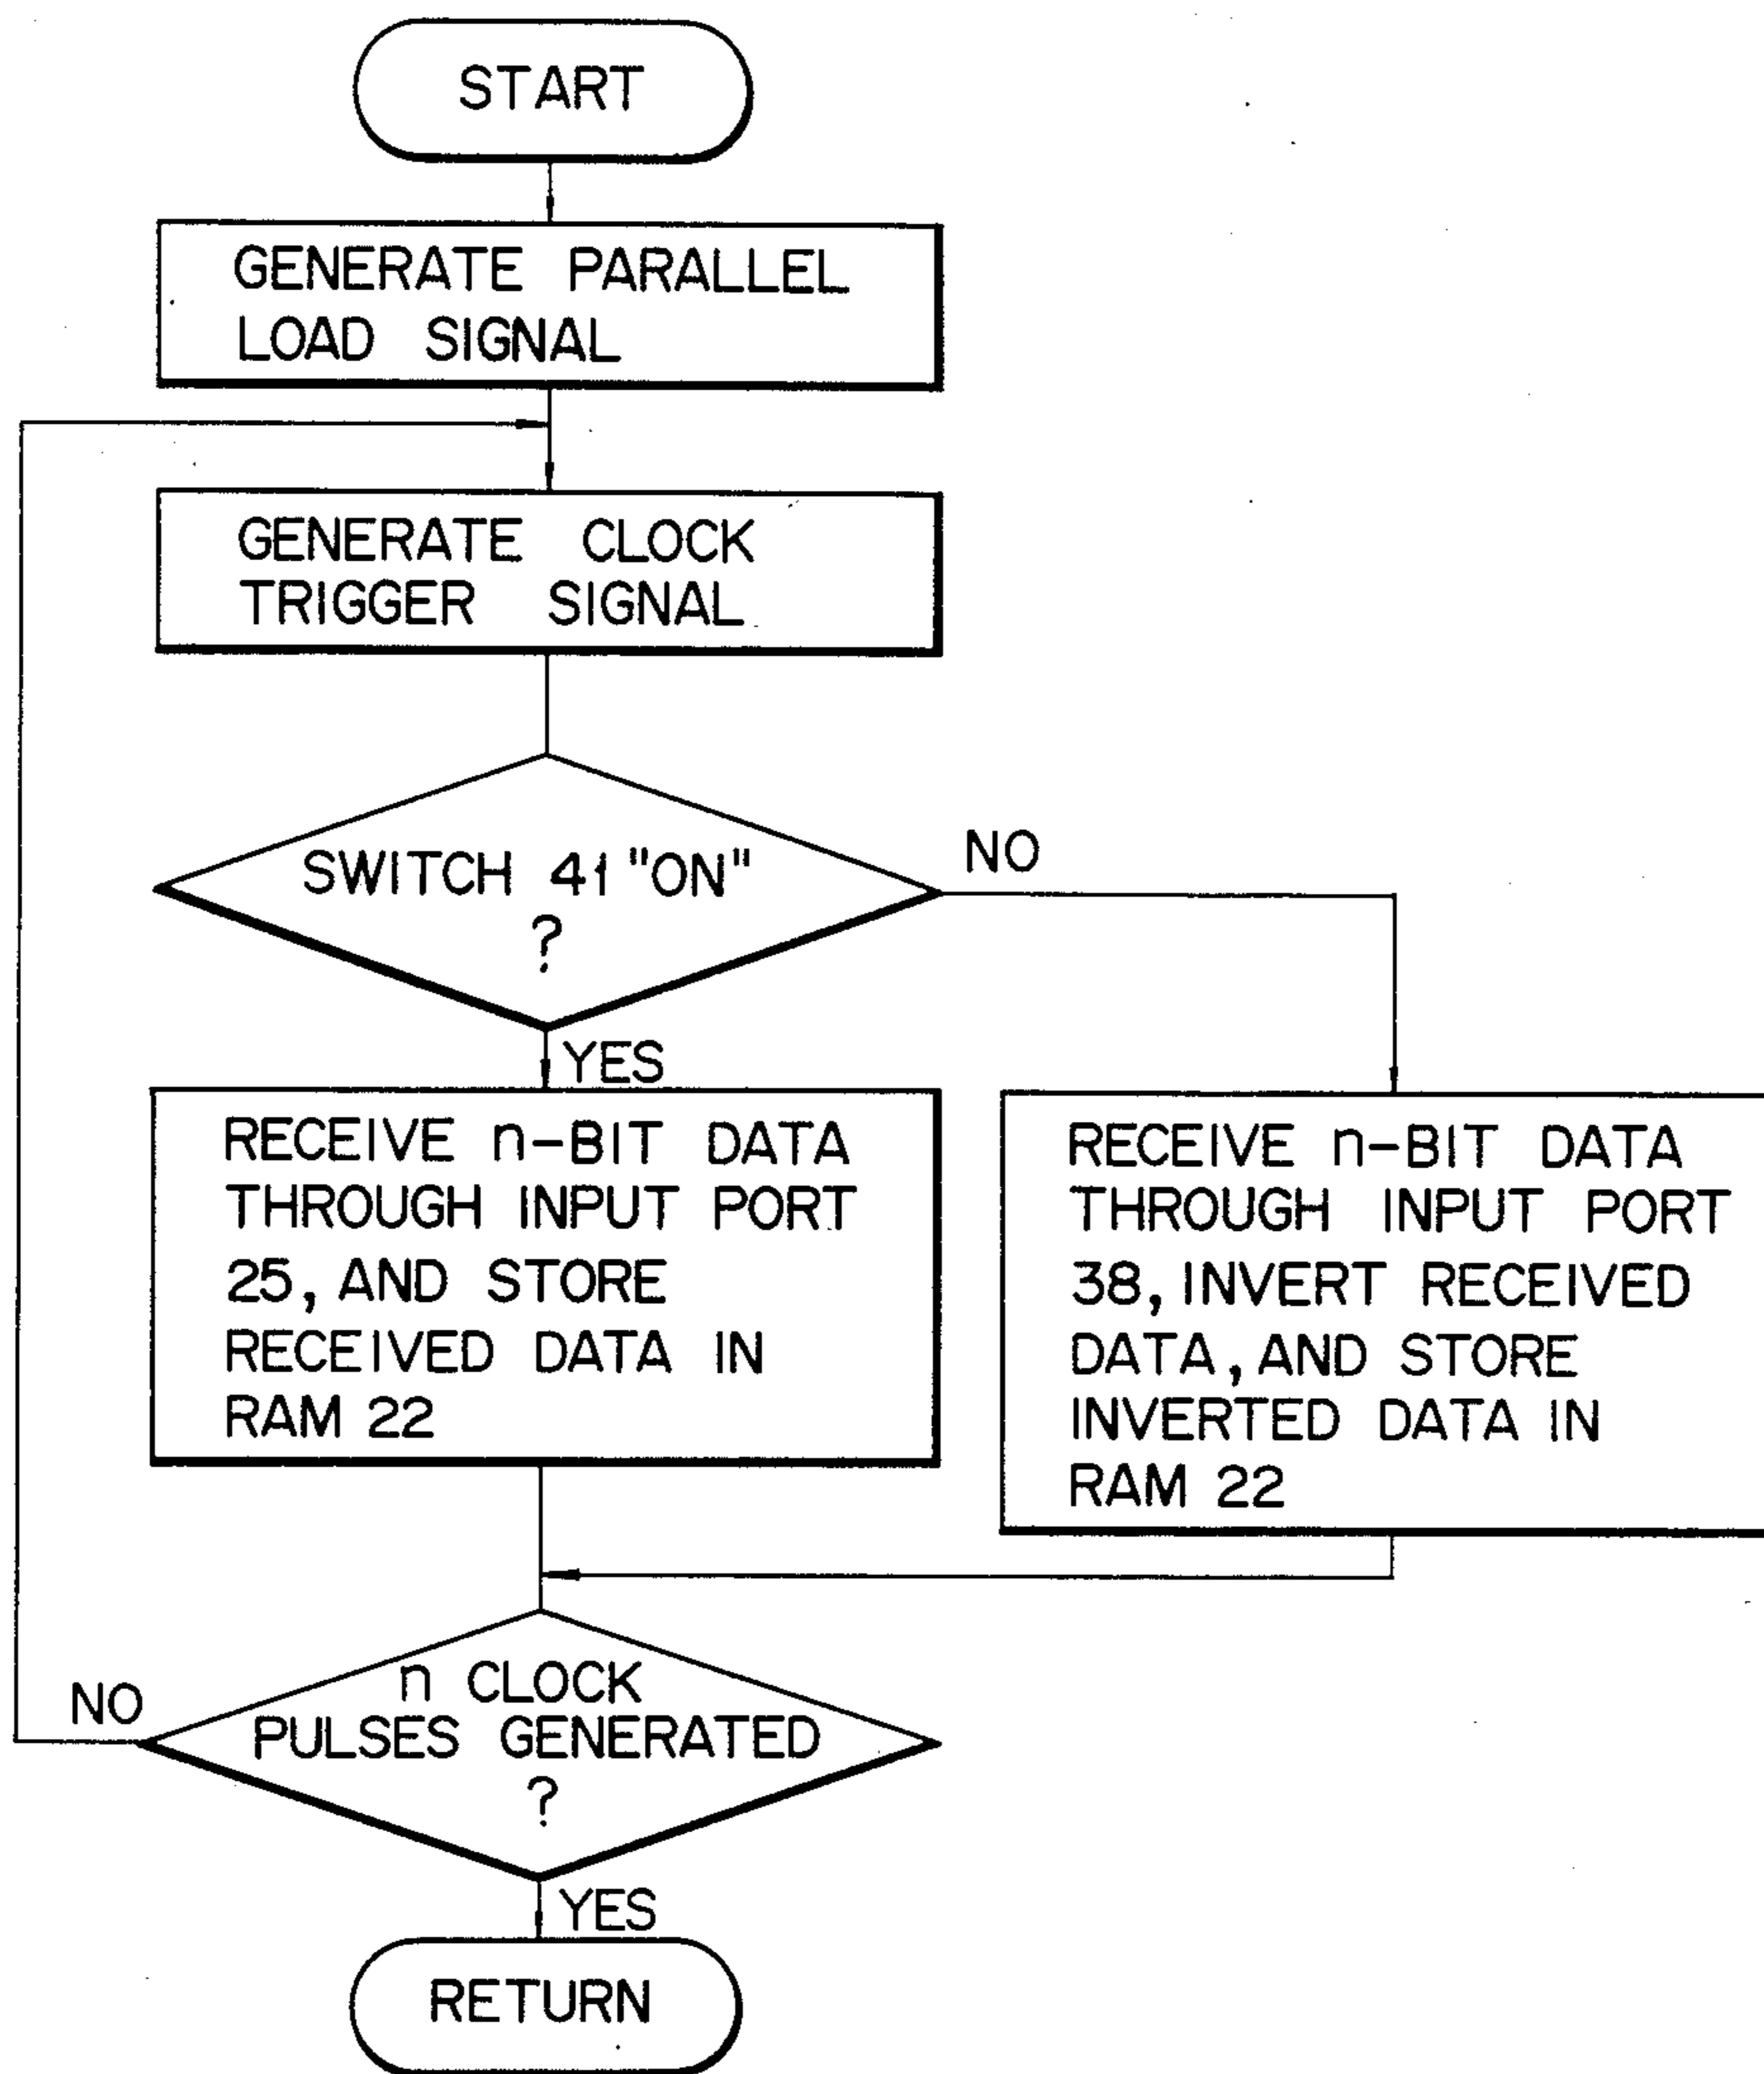 START
GENERATE PARALLEL
LOAD SIGNAL
GENERATE CLOCK
TRIGGER SIGNAL
SWITCH 41 "ON"
?
NO
YES
RECEIVE n-BIT DATA
THROUGH INPUT PORT
25, AND STORE
RECEIVED DATA IN
RAM 22
RECEIVE n-BIT DATA
THROUGH INPUT PORT
38, INVERT RECEIVED
DATA, AND STORE
INVERTED DATA IN
RAM 22
n CLOCK
PULSES GENERATED
?
NO
YES
RETURN